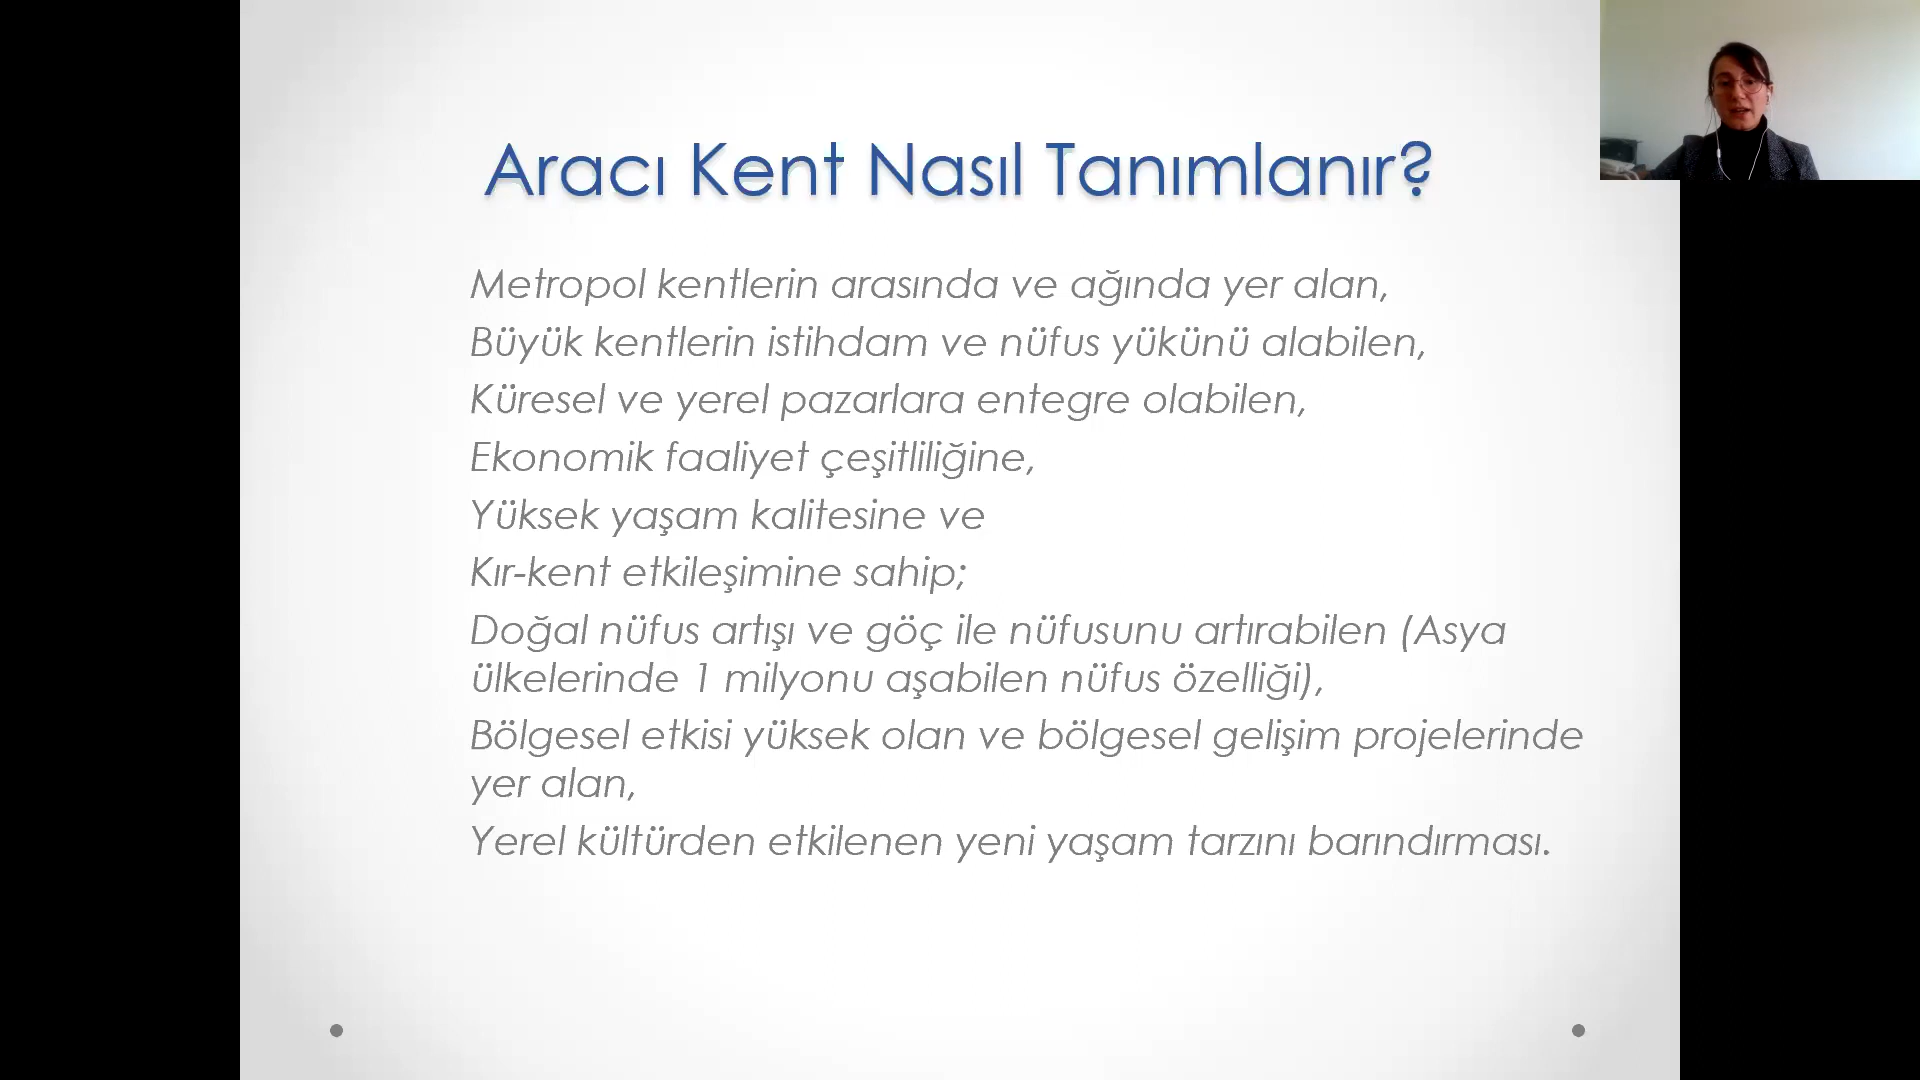 Aracı Kent Nasıl Tanımlanır?
Metropol kentlerin arasında ve ağında yer alan,
Büyük kentlerin istihdam ve nüfus yükünü alabilen,
Küresel ve yerel pazarlara entegre olabilen,
Ekonomik faaliyet çeşitliliğine,
Yüksek yaşam kalitesine ve
Kır-kent etkileşimine sahip;
Doğal nüfus artışı ve göç ile nüfusunu artırabilen (Asya
ülkelerinde 1 milyonu aşabilen nüfus özelliği),
Bölgesel etkisi yüksek olan ve bölgesel gelişim projelerinde
yer alan,
Yerel kültürden etkilenen yeni yaşam tarzını barındırması.